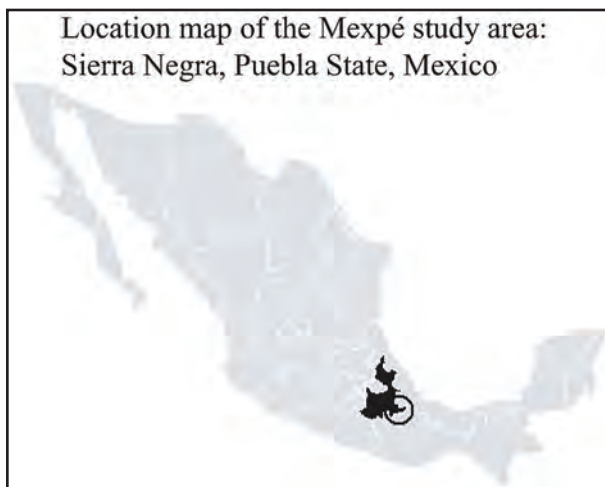 Location map of the Mexpé study area:
Sierra Negra, Puebla State, Mexico